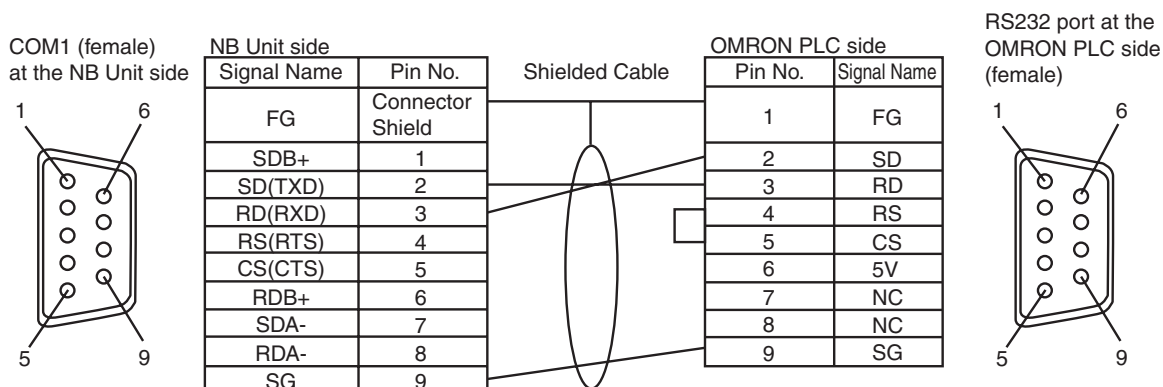 COM1 (female)
at the NB Unit side
1 6
5 9
NB Unit side
Signal Name Pin No.
FG Connector Shield
SDB+ 1
SD(TXD) 2
RD(RXD) 3
RS(RTS) 4
CS(CTS) 5
RDB+ 6
SDA- 7
RDA- 8
SG 9
Shielded Cable
OMRON PLC side
Pin No. Signal Name
1 FG
2 SD
3 RD
4 RS
5 CS
6 5V
7 NC
8 NC
9 SG
RS232 port at the
OMRON PLC side
(female)
1 6
5 9